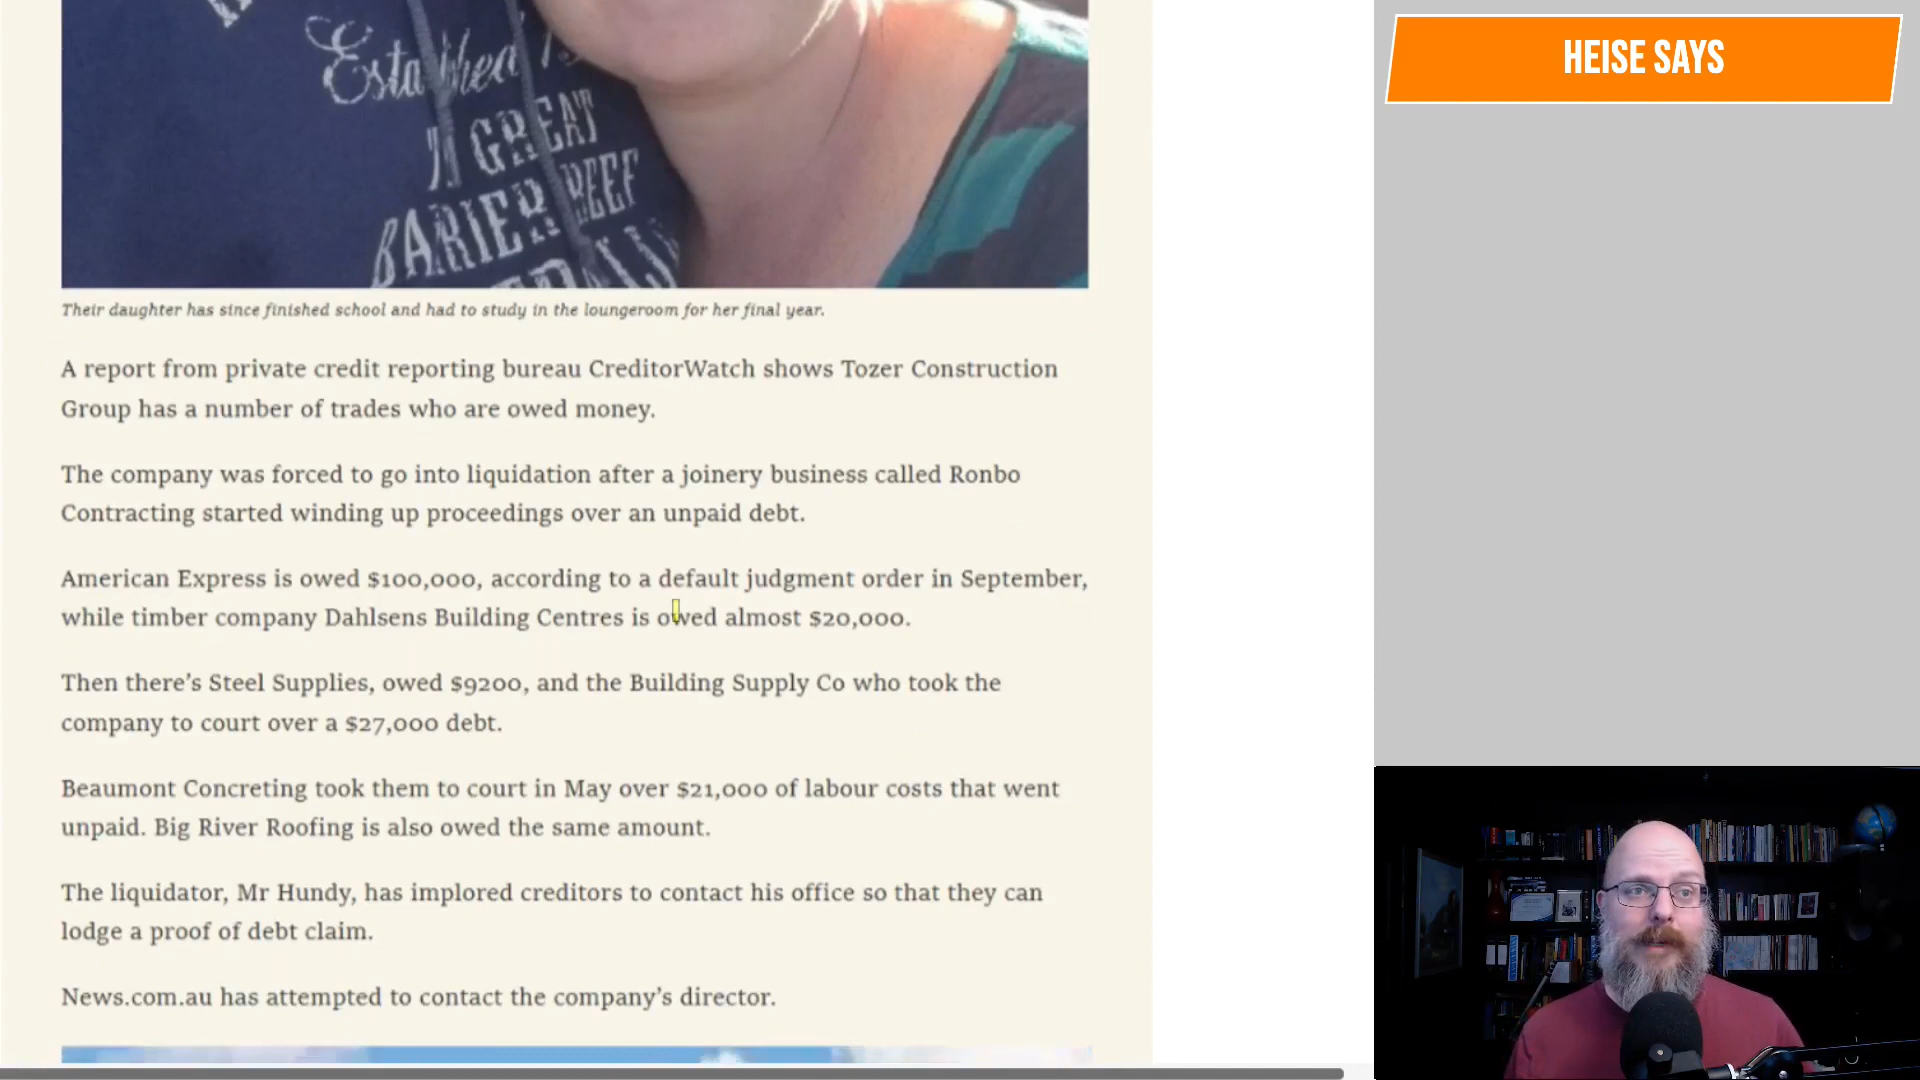 HEISE SAYS
GREAT
BARIER REEF
Their daughter has since finished school and had to study in the loungeroom for her final year.
A report from private credit reporting bureau CreditorWatch shows Tozer Construction
Group has a number of trades who are owed money.
The company was forced to go into liquidation after a joinery business called Ronbo
Contracting started winding up proceedings over an unpaid debt.
American Express is owed $100,000, according to a default judgment order in September,
while timber company Dahlsens Building Centres is owed almost $20,000.
Then there’s Steel Supplies, owed $9200, and the Building Supply Co who took the
company to court over a $27,000 debt.
Beaumont Concreting took them to court in May over $21,000 of labour costs that went
unpaid. Big River Roofing is also owed the same amount.
The liquidator, Mr Hundy, has implored creditors to contact his office so that they can
lodge a proof of debt claim.
News.com.au has attempted to contact the company’s director.